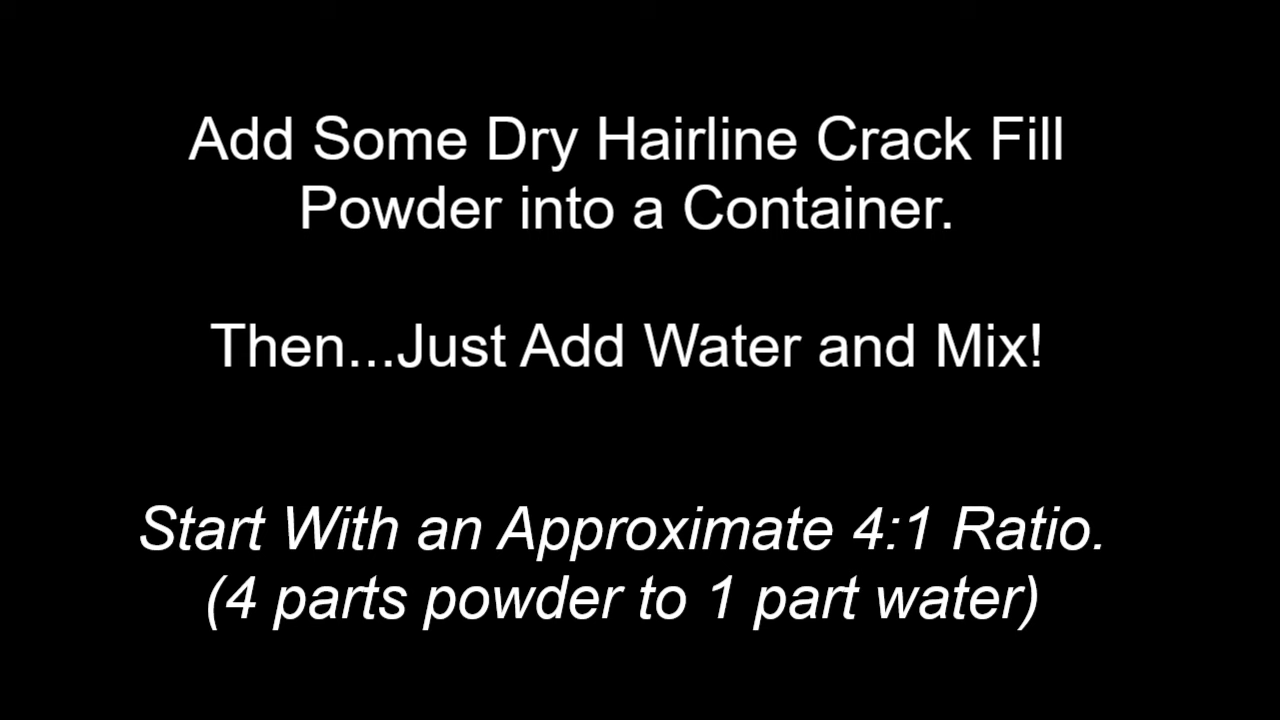 Add Some Dry Hairline Crack Fill
Powder into a Container.
Then...Just Add Water and Mix!
Start With an Approximate 4:1 Ratio.
(4 parts powder to 1 part water)